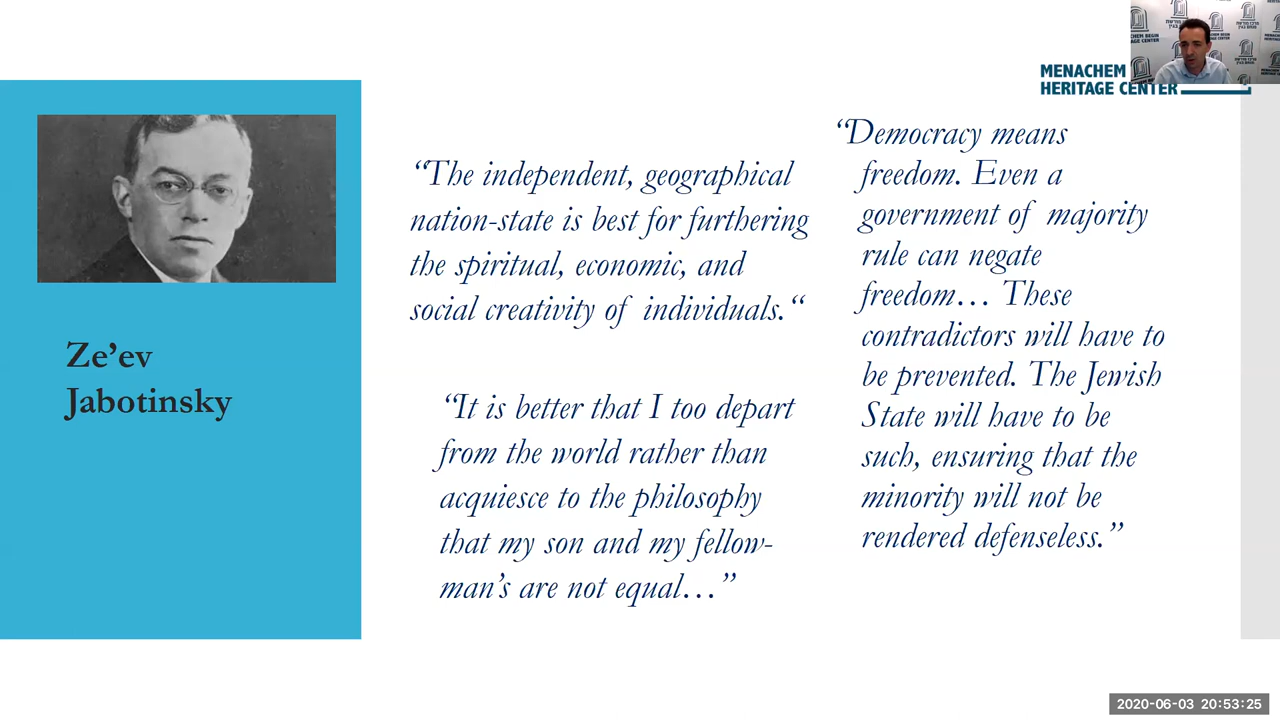 MENACHEM
HERITAGE CENTER
Ze’ev
Jabotinsky
“The independent, geographical
nation-state is best for furthering
the spiritual, economic, and
social creativity of individuals.“
“It is better that I too depart
from the world rather than
acquiesce to the philosophy
that my son and my fellow-
man’s are not equal…”
“Democracy means
freedom. Even a
government of majority
rule can negate
freedom… These
contradictors will have to
be prevented. The Jewish
State will have to be
such, ensuring that the
minority will not be
rendered defenseless.”
2020-06-03 20:53:25